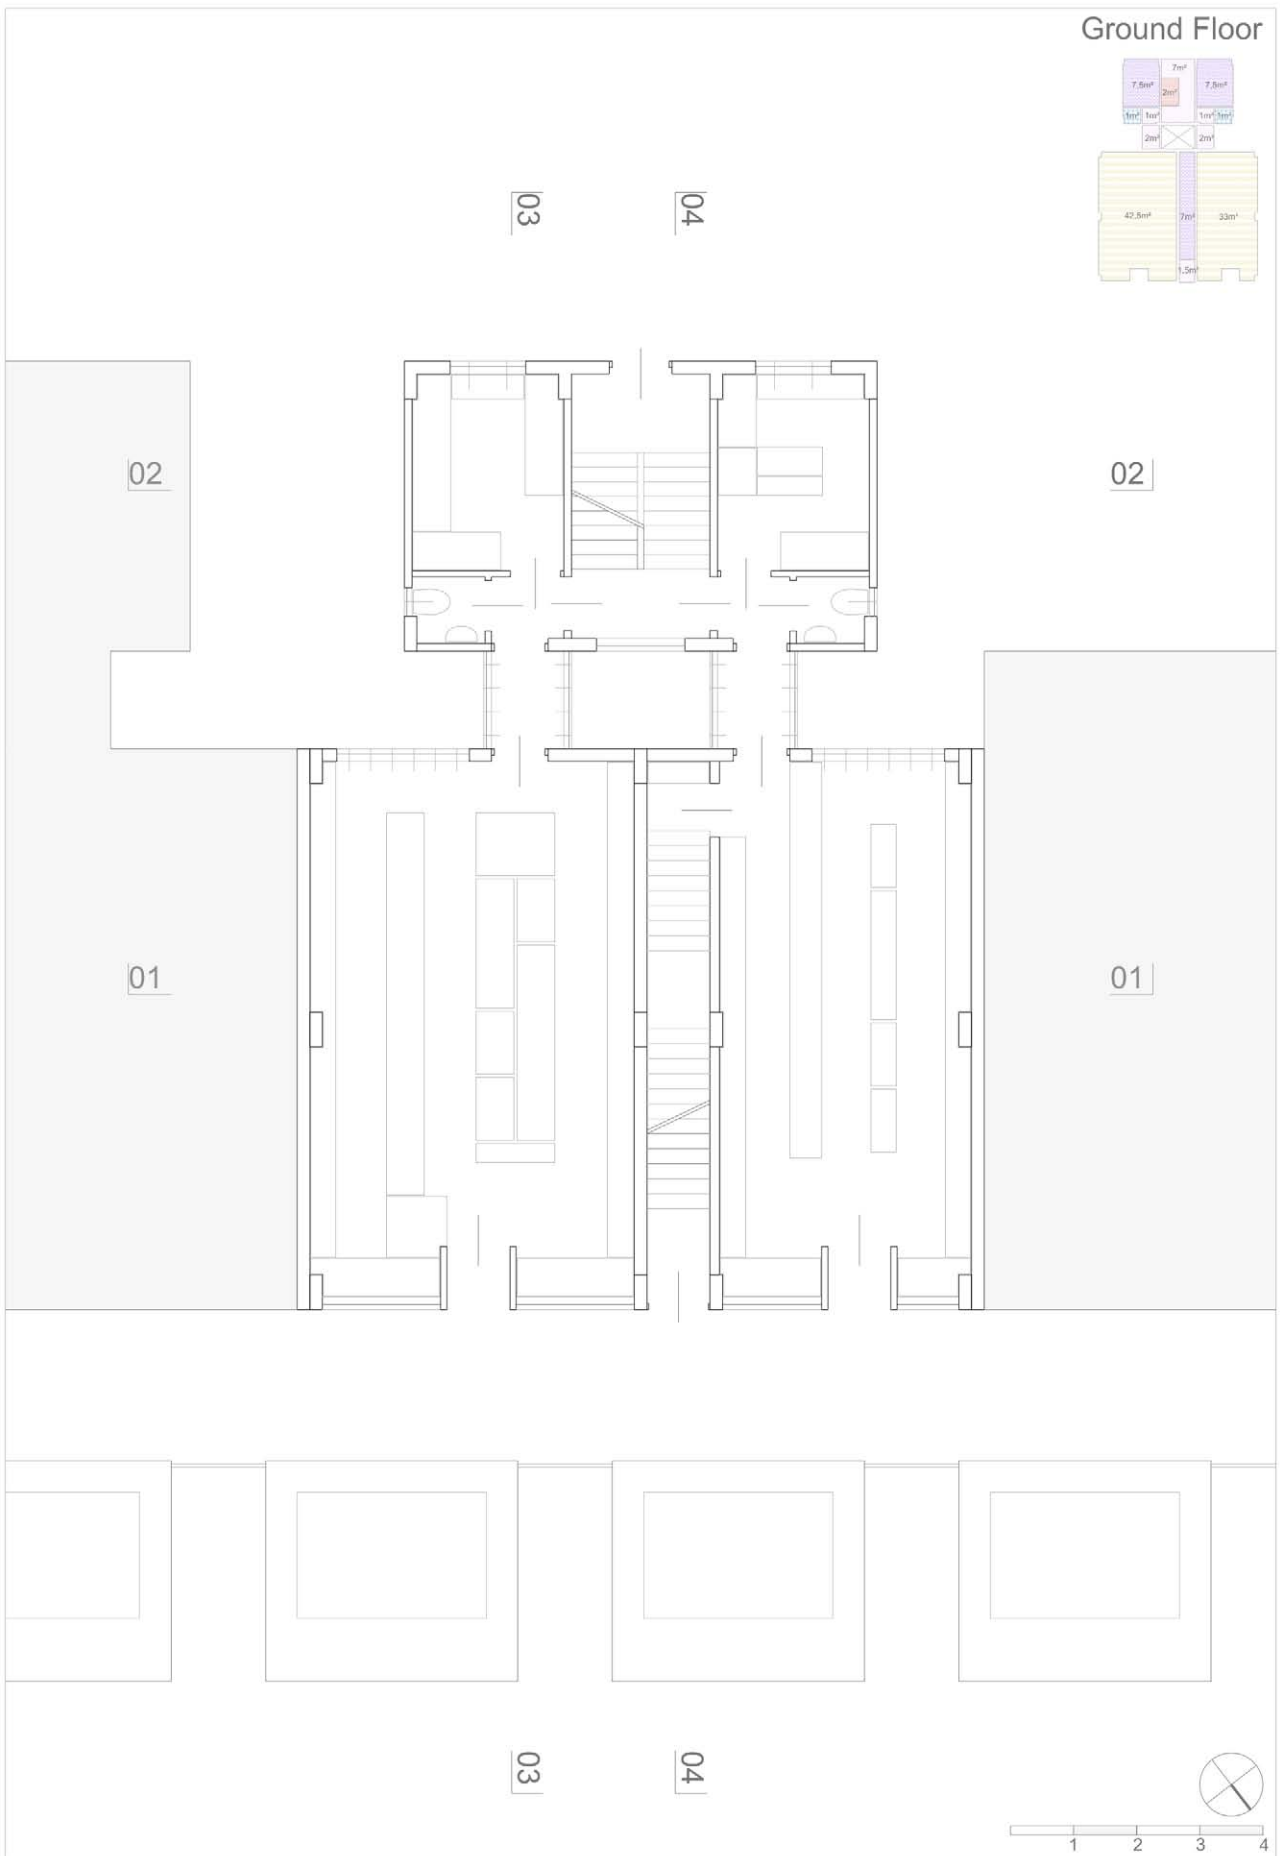 Ground Floor
7m²
7,5m² 2m² 7,5m²
1m² 1m² 1m² 1m²
2m² 2m²
42,5m² 7m² 33m²
1,5m²
03 04
02 02
01 01
03 04
1 2 3 4